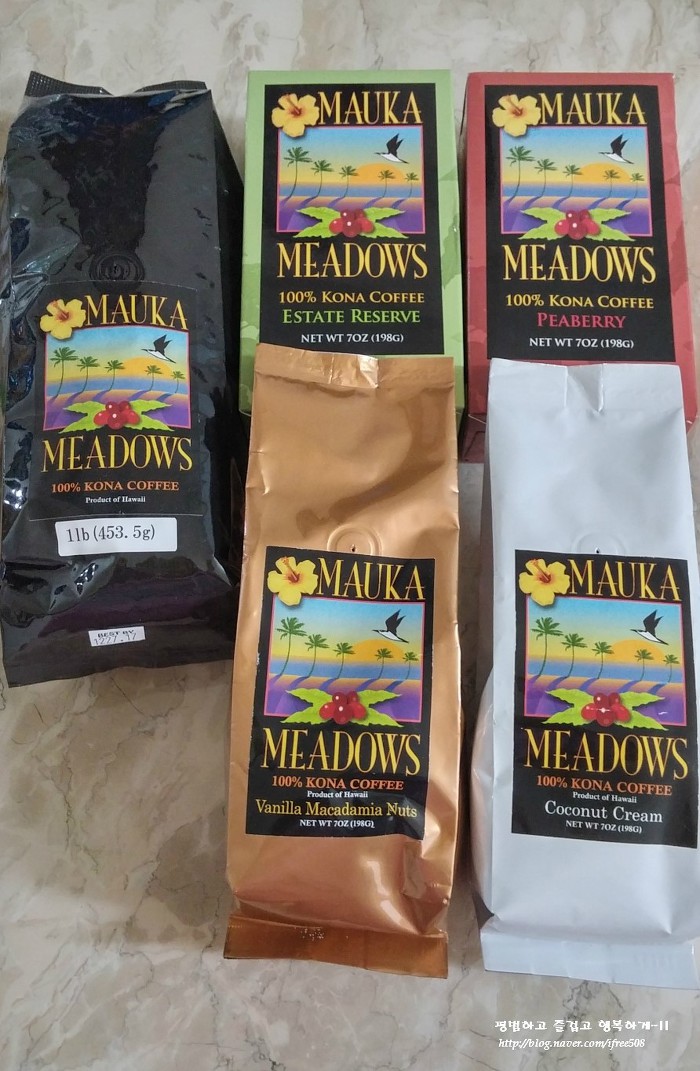 MAUKA
MEADOWS
100% KONA COFFEE
Product of Hawaii
1lb (453.5g)
BEST BY
MAUKA
MEADOWS
100% KONA COFFEE
ESTATE RESERVE
NET WT 7OZ (198G)
MAUKA
MEADOWS
100% KONA COFFEE
PEABERRY
NET WT 7OZ (198G)
MAUKA
MEADOWS
100% KONA COFFEE
Product of Hawaii
Vanilla Macadamia Nuts
NET WT 7OZ (198G)
MAUKA
MEADOWS
100% KONA COFFEE
Product of Hawaii
Coconut Cream
NET WT 7OZ (198G)
평범하고 즐겁고 행복하게~!!
http://blog.naver.com/ifree508